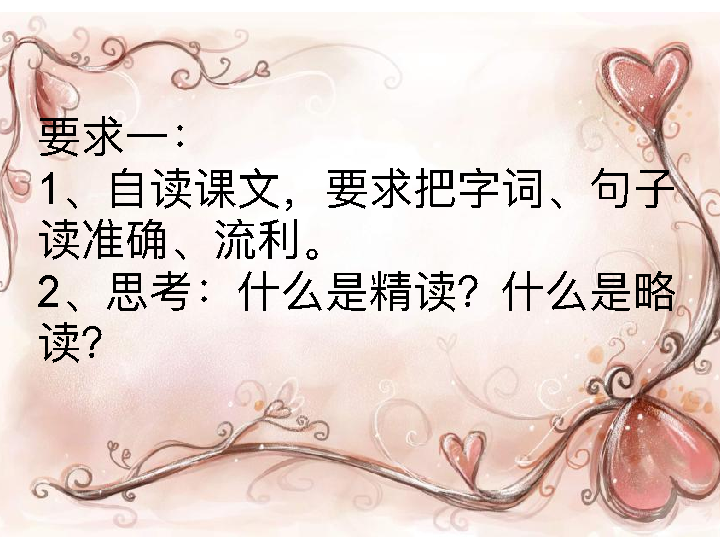 要求一：
1、自读课文，要求把字词、句子
读准确、流利。
2、思考：什么是精读？什么是略
读？